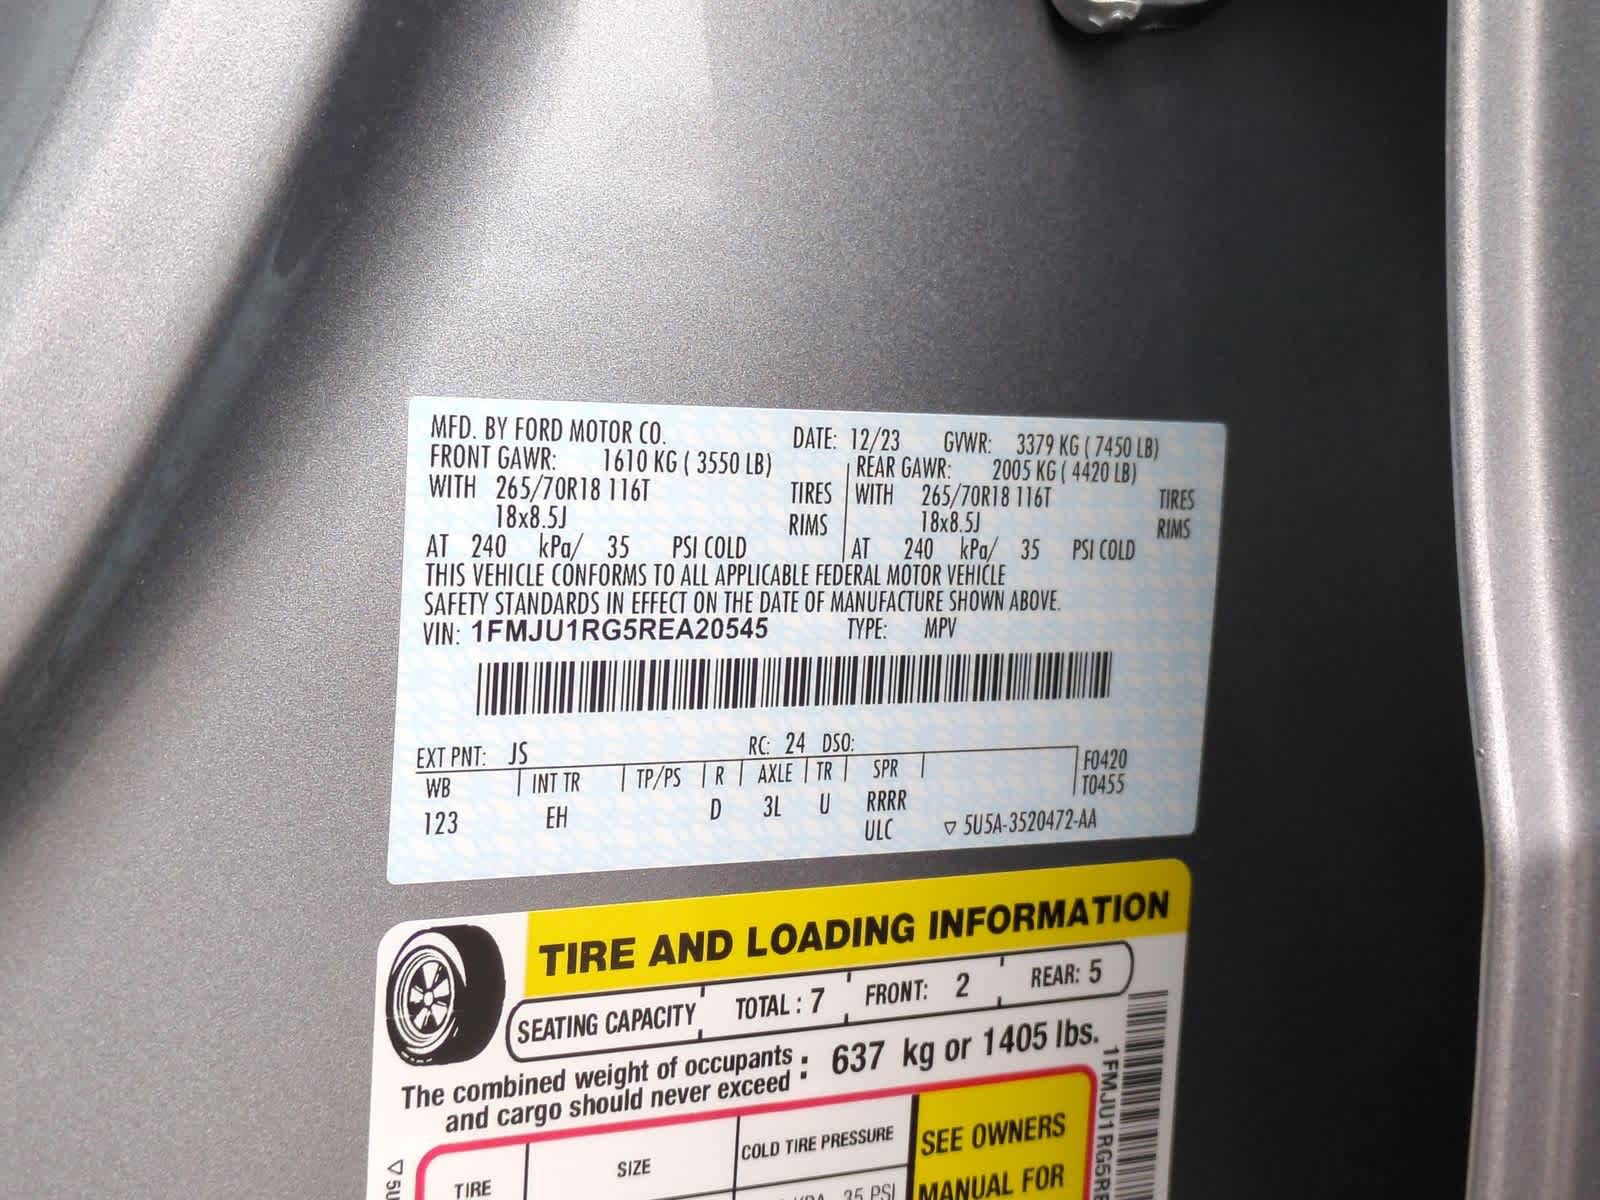 MFD. BY FORD MOTOR CO. DATE: 12/23 GVWR: 3379 KG ( 7450 LB)
FRONT GAWR: 1610 KG ( 3550 LB) REAR GAWR: 2005 KG ( 4420 LB)
WITH 265/70R18 116T TIRES WITH 265/70R18 116T TIRES
18x8.5J RIMS 18x8.5J RIMS
AT 240 kPa/ 35 PSI COLD AT 240 kPa/ 35 PSI COLD
THIS VEHICLE CONFORMS TO ALL APPLICABLE FEDERAL MOTOR VEHICLE
SAFETY STANDARDS IN EFFECT ON THE DATE OF MANUFACTURE SHOWN ABOVE.
VIN: 1FMJU1RG5REA20545 TYPE: MPV
EXT PNT: JS RC: 24 DSO:
WB INT TR TP/PS R AXLE TR SPR F0420
T0455
123 EH D 3L U RRRR
ULC ▽ 5U5A-3520472-AA
TIRE AND LOADING INFORMATION
SEATING CAPACITY TOTAL : 7 FRONT: 2 REAR: 5
The combined weight of occupants
and cargo should never exceed : 637 kg or 1405 lbs.
TIRE SIZE COLD TIRE PRESSURE SEE OWNERS
35 PSI MANUAL FOR
1FMJU1RG5RE
▽ 5U